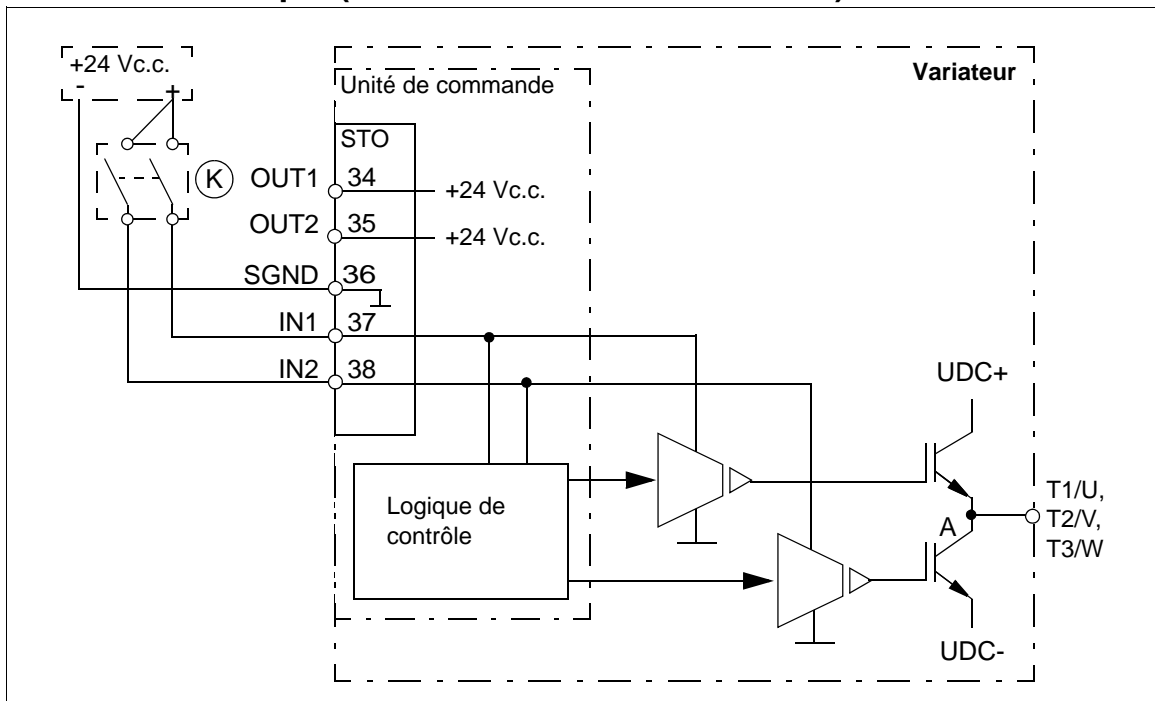 +24 Vc.c.
- +
K
Variateur
Unité de commande
STO
OUT1 34 +24 Vc.c.
OUT2 35 +24 Vc.c.
SGND 36
IN1 37
IN2 38
UDC+
Logique de
contrôle
A
T1/U,
T2/V,
T3/W
UDC-